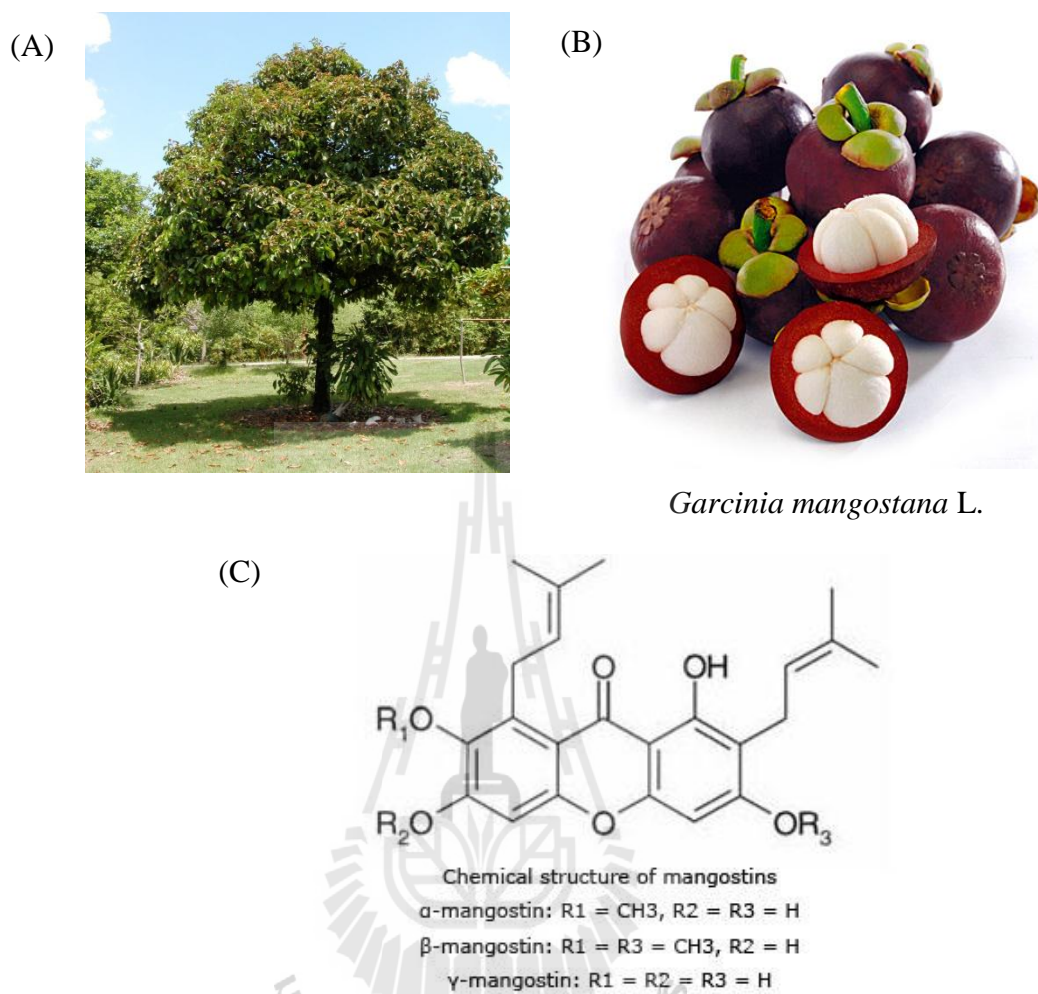 (A)
(B)
Garcinia mangostana L.
(C)
O
OH
R₁O
R₂O
O
OR₃
Chemical structure of mangostins
α-mangostin: R1 = CH3, R2 = R3 = H
β-mangostin: R1 = R3 = CH3, R2 = H
γ-mangostin: R1 = R2 = R3 = H